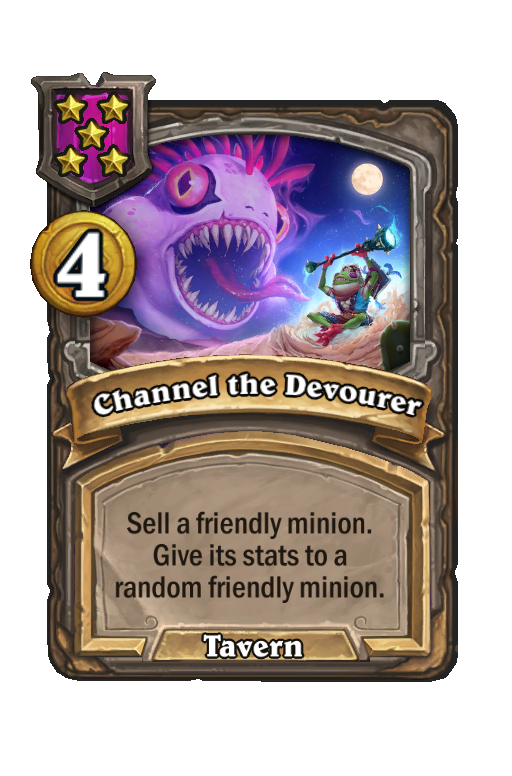 4
Channel the Devourer
Sell a friendly minion.
Give its stats to a
random friendly minion.
Tavern